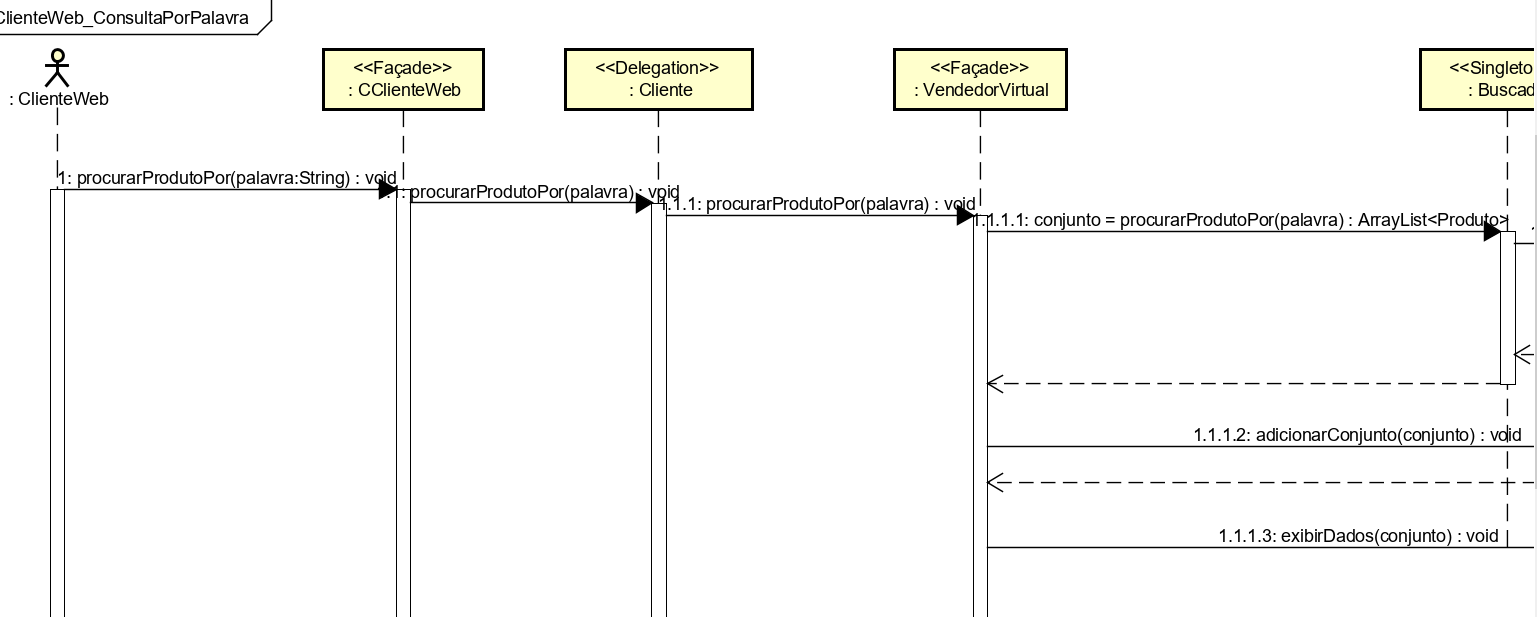 ClienteWeb_ConsultaPorPalavra
: ClienteWeb
<<Façade>>
: CClienteWeb
<<Delegation>>
: Cliente
<<Façade>>
: VendedorVirtual
<<Singleto
: Buscad
1: procurarProdutoPor(palavra:String) : void
.1: procurarProdutoPor(palavra) : void
1.1.1: procurarProdutoPor(palavra) : void
1.1.1.1: conjunto = procurarProdutoPor(palavra) : ArrayList<Produto>
1.1.1.2: adicionarConjunto(conjunto) : void
1.1.1.3: exibirDados(conjunto) : void